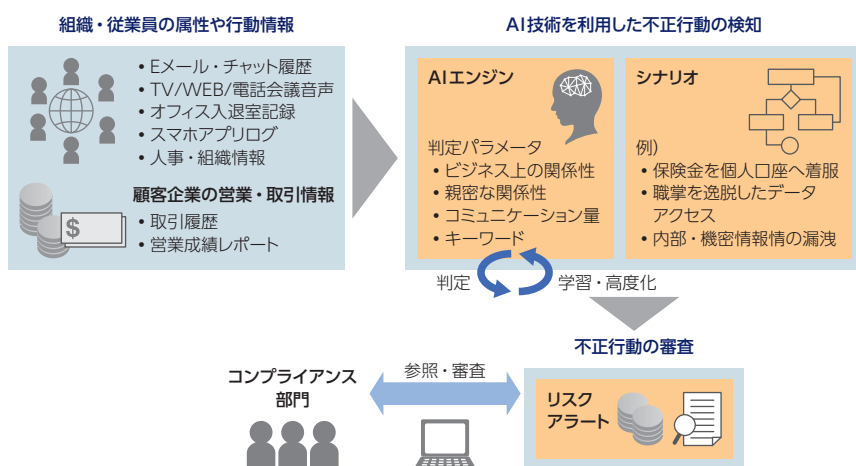 組織・従業員の属性や行動情報
• Eメール・チャット履歴
• TV/WEB/電話会議音声
• オフィス入退室記録
• スマホアプリログ
• 人事・組織情報
顧客企業の営業・取引情報
$
• 取引履歴
• 営業成績レポート
AI技術を利用した不正行動の検知
AIエンジン
判定パラメータ
• ビジネス上の関係性
• 親密な関係性
• コミュニケーション量
• キーワード
シナリオ
例)
• 保険金を個人口座へ着服
• 職掌を逸脱したデータ
アクセス
• 内部・機密情報情の漏洩
判定
学習・高度化
不正行動の審査
コンプライアンス
部門
参照・審査
リスク
アラート